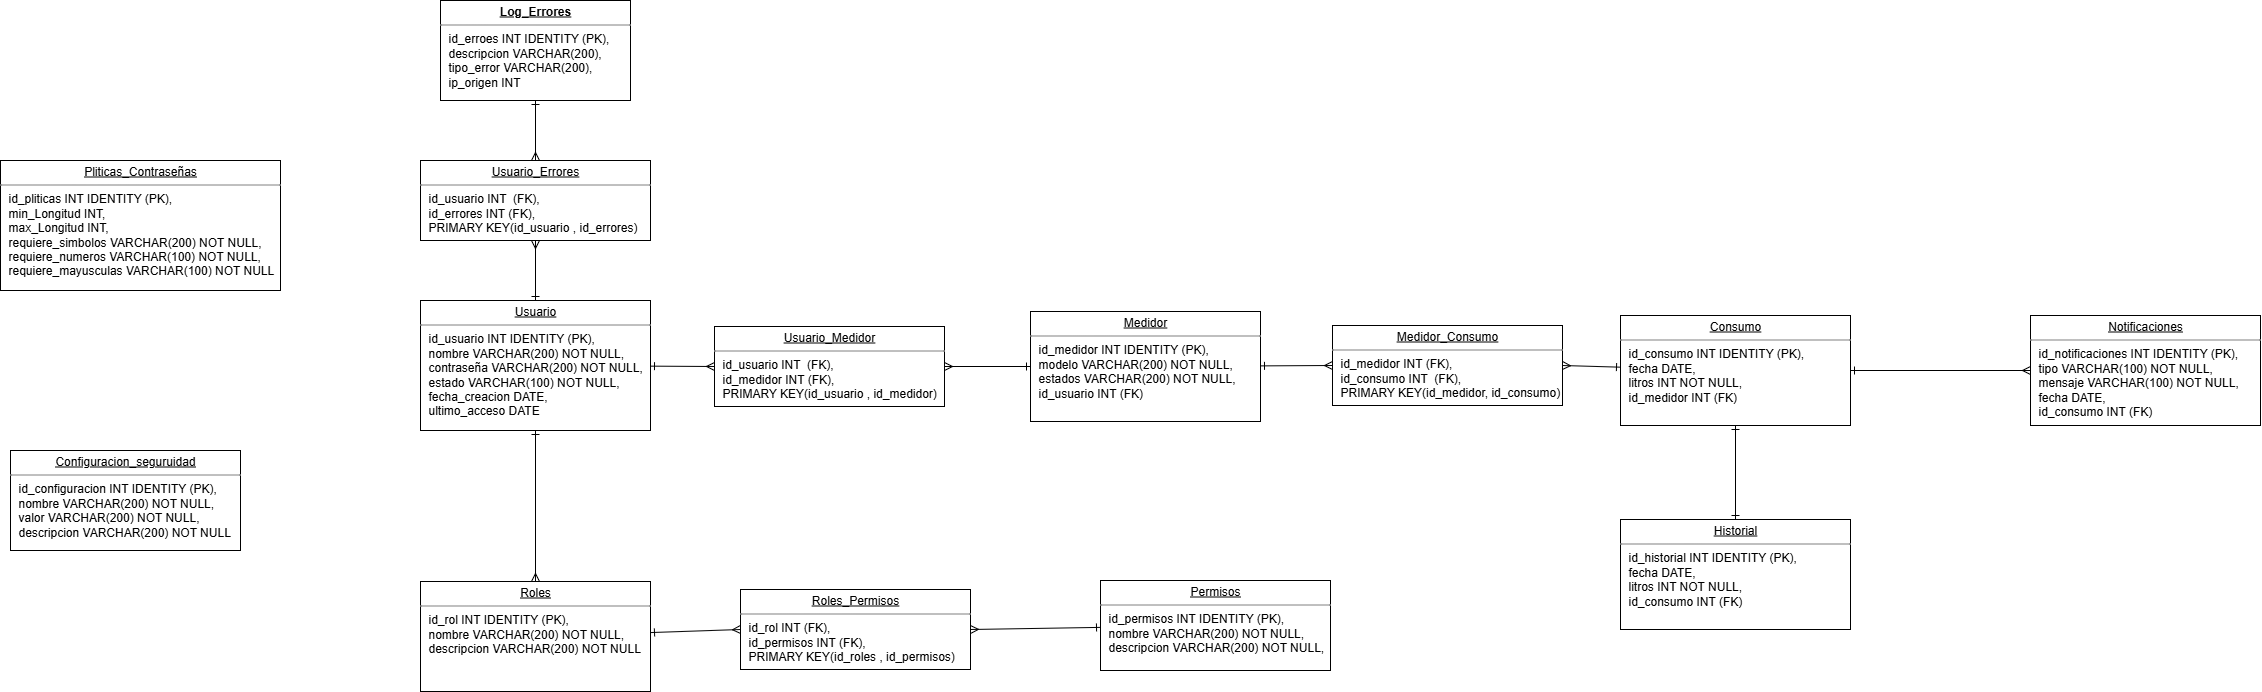 Log_Errores
id_erroes INT IDENTITY (PK),
descripcion VARCHAR(200),
tipo_error VARCHAR(200),
ip_origen INT
Pliticas_Contraseñas
id_pliticas INT IDENTITY (PK),
min_Longitud INT,
max_Longitud INT,
requiere_simbolos VARCHAR(200) NOT NULL,
requiere_numeros VARCHAR(100) NOT NULL,
requiere_mayusculas VARCHAR(100) NOT NULL
Usuario_Errores
id_usuario INT (FK),
id_errores INT (FK),
PRIMARY KEY(id_usuario , id_errores)
Usuario
id_usuario INT IDENTITY (PK),
nombre VARCHAR(200) NOT NULL,
contraseña VARCHAR(200) NOT NULL,
estado VARCHAR(100) NOT NULL,
fecha_creacion DATE,
ultimo_acceso DATE
Usuario_Medidor
id_usuario INT (FK),
id_medidor INT (FK),
PRIMARY KEY(id_usuario , id_medidor)
Medidor
id_medidor INT IDENTITY (PK),
modelo VARCHAR(200) NOT NULL,
estados VARCHAR(200) NOT NULL,
id_usuario INT (FK)
Medidor_Consumo
id_medidor INT (FK),
id_consumo INT (FK),
PRIMARY KEY(id_medidor, id_consumo)
Consumo
id_consumo INT IDENTITY (PK),
fecha DATE,
litros INT NOT NULL,
id_medidor INT (FK)
Notificaciones
id_notificaciones INT IDENTITY (PK),
tipo VARCHAR(100) NOT NULL,
mensaje VARCHAR(100) NOT NULL,
fecha DATE,
id_consumo INT (FK)
Configuracion_seguruidad
id_configuracion INT IDENTITY (PK),
nombre VARCHAR(200) NOT NULL,
valor VARCHAR(200) NOT NULL,
descripcion VARCHAR(200) NOT NULL
Historial
id_historial INT IDENTITY (PK),
fecha DATE,
litros INT NOT NULL,
id_consumo INT (FK)
Roles
id_rol INT IDENTITY (PK),
nombre VARCHAR(200) NOT NULL,
descripcion VARCHAR(200) NOT NULL
Roles_Permisos
id_rol INT (FK),
id_permisos INT (FK),
PRIMARY KEY(id_roles , id_permisos)
Permisos
id_permisos INT IDENTITY (PK),
nombre VARCHAR(200) NOT NULL,
descripcion VARCHAR(200) NOT NULL,